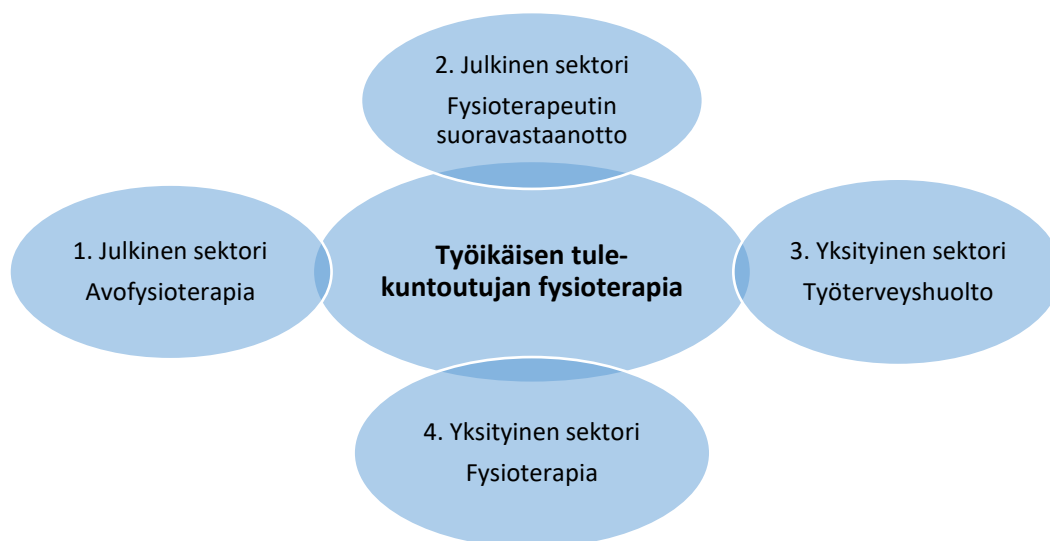 2. Julkinen sektori
Fysioterapeutin
suoravastaanotto
1. Julkinen sektori
Avofysioterapia
Työikäisen tule-
kuntoutujan fysioterapia
3. Yksityinen sektori
Työterveyshuolto
4. Yksityinen sektori
Fysioterapia